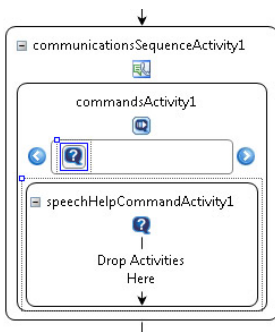 communicationsSequenceActivity1
commandsActivity1
speechHelpCommandActivity1
Drop Activities
Here